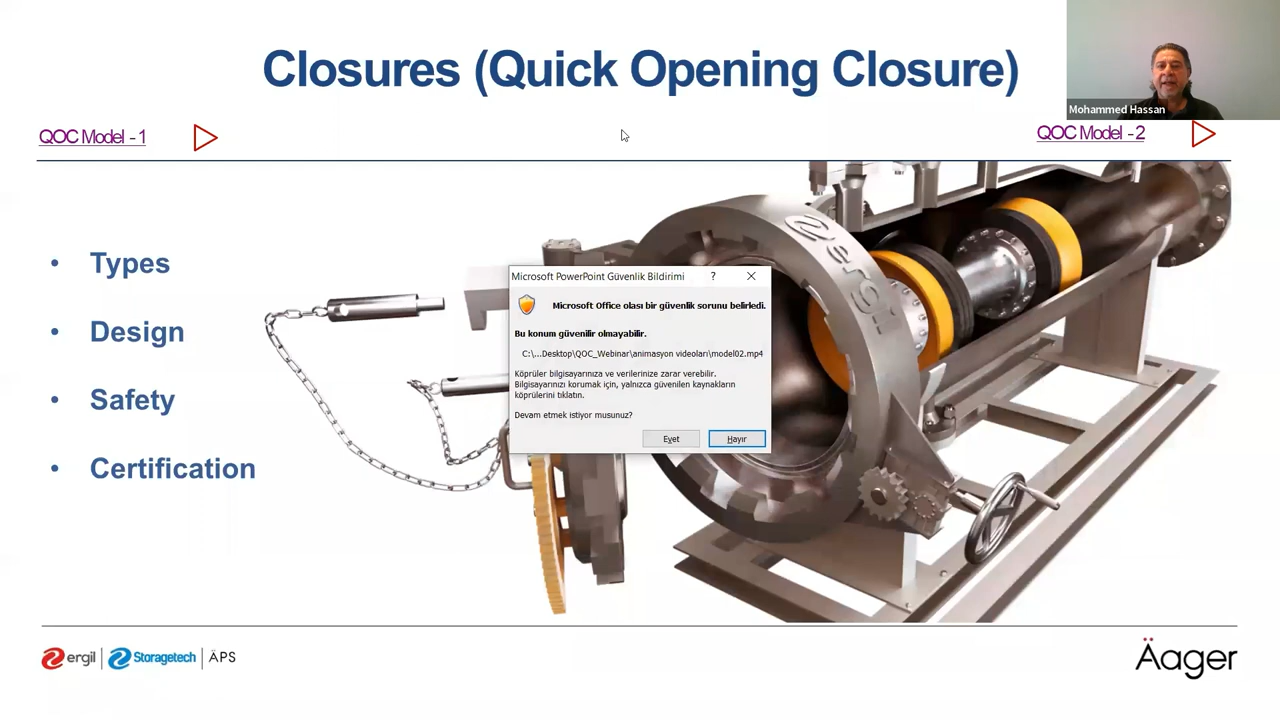 Closures (Quick Opening Closure)
Mohammed Hassan
QOC Model - 1
QOC Model - 2
• Types
• Design
• Safety
• Certification
ergil
Microsoft PowerPoint Güvenlik Bildirimi
?
Microsoft Office olası bir güvenlik sorunu belirledi.
Bu konum güvenilir olmayabilir.
C:\...Desktop\QOC_Webinar\animasyon videoları\model02.mp4
Köprüler bilgisayarınıza ve verilerinize zarar verebilir.
Bilgisayarınızı korumak için, yalnızca güvenilen kaynakların
köprülerini tıklatın.
Devam etmek istiyor musunuz?
Evet
Hayır
ergil
Storagetech
ÄPS
Äager